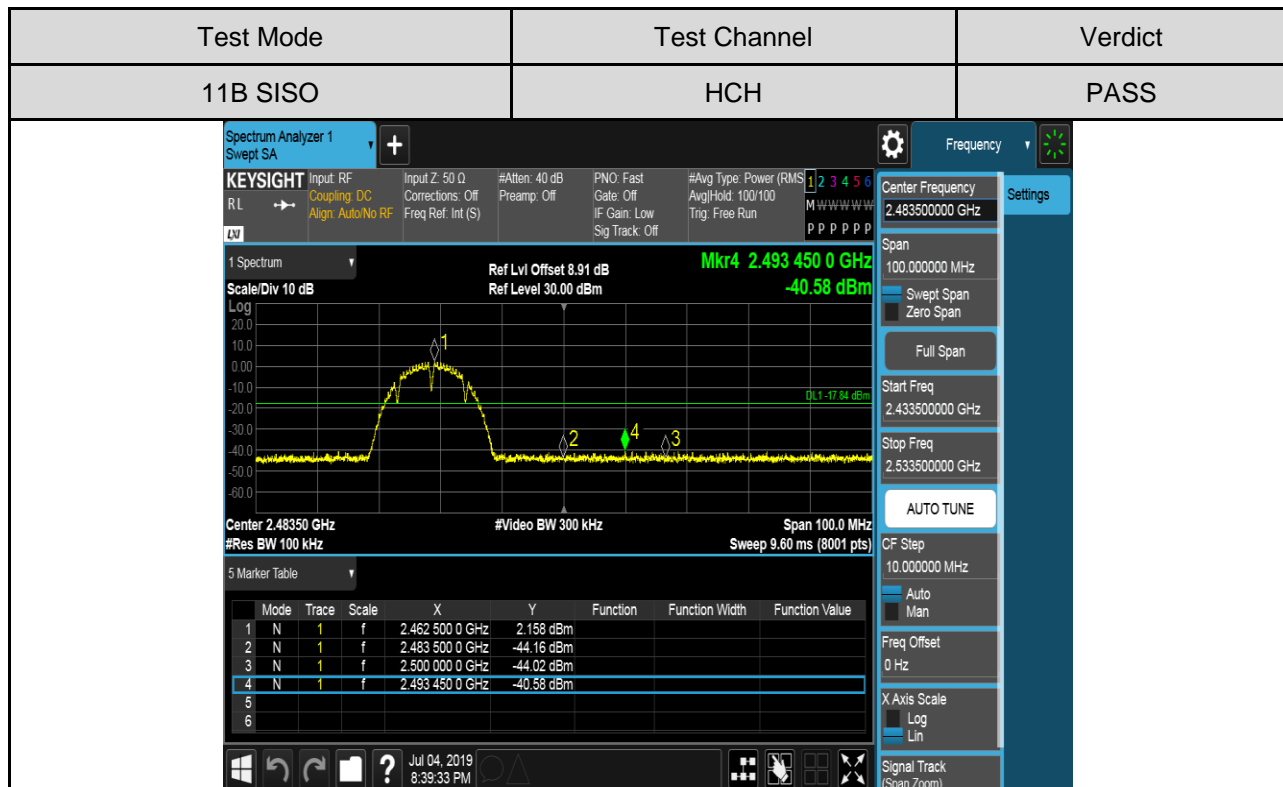 Test Mode Test Channel Verdict
11B SISO HCH PASS
Spectrum Analyzer 1
Swept SA
+
Frequency
KEYSIGHT Input: RF Input Z: 50 Ω #Atten: 40 dB PNO: Fast #Avg Type: Power (RMS 1 2 3 4 5 6
RL Coupling: DC Corrections: Off Preamp: Off Gate: Off Avg|Hold: 100/100 M W W W W W
Align: Auto/No RF Freq Ref: Int (S) IF Gain: Low Trig: Free Run
LXI Sig Track: Off P P P P P P
1 Spectrum Ref Lvl Offset 8.91 dB Mkr4 2.493 450 0 GHz
Scale/Div 10 dB Ref Level 30.00 dBm -40.58 dBm
Log
20.0
10.0
0.00
-10.0
-20.0
-30.0
-40.0
-50.0
-60.0
1
DL1 -17.84 dBm
2 4 3
Center 2.48350 GHz #Video BW 300 kHz Span 100.0 MHz
#Res BW 100 kHz Sweep 9.60 ms (8001 pts)
5 Marker Table
Mode Trace Scale X Y Function Function Width Function Value
1 N 1 f 2.462 500 0 GHz 2.158 dBm
2 N 1 f 2.483 500 0 GHz -44.16 dBm
3 N 1 f 2.500 000 0 GHz -44.02 dBm
4 N 1 f 2.493 450 0 GHz -40.58 dBm
5
6
?
Jul 04, 2019
8:39:33 PM
Center Frequency
2.483500000 GHz
Settings
Span
100.000000 MHz
Swept Span
Zero Span
Full Span
Start Freq
2.433500000 GHz
Stop Freq
2.533500000 GHz
AUTO TUNE
CF Step
10.000000 MHz
Auto
Man
Freq Offset
0 Hz
X Axis Scale
Log
Lin
Signal Track
(Span Zoom)